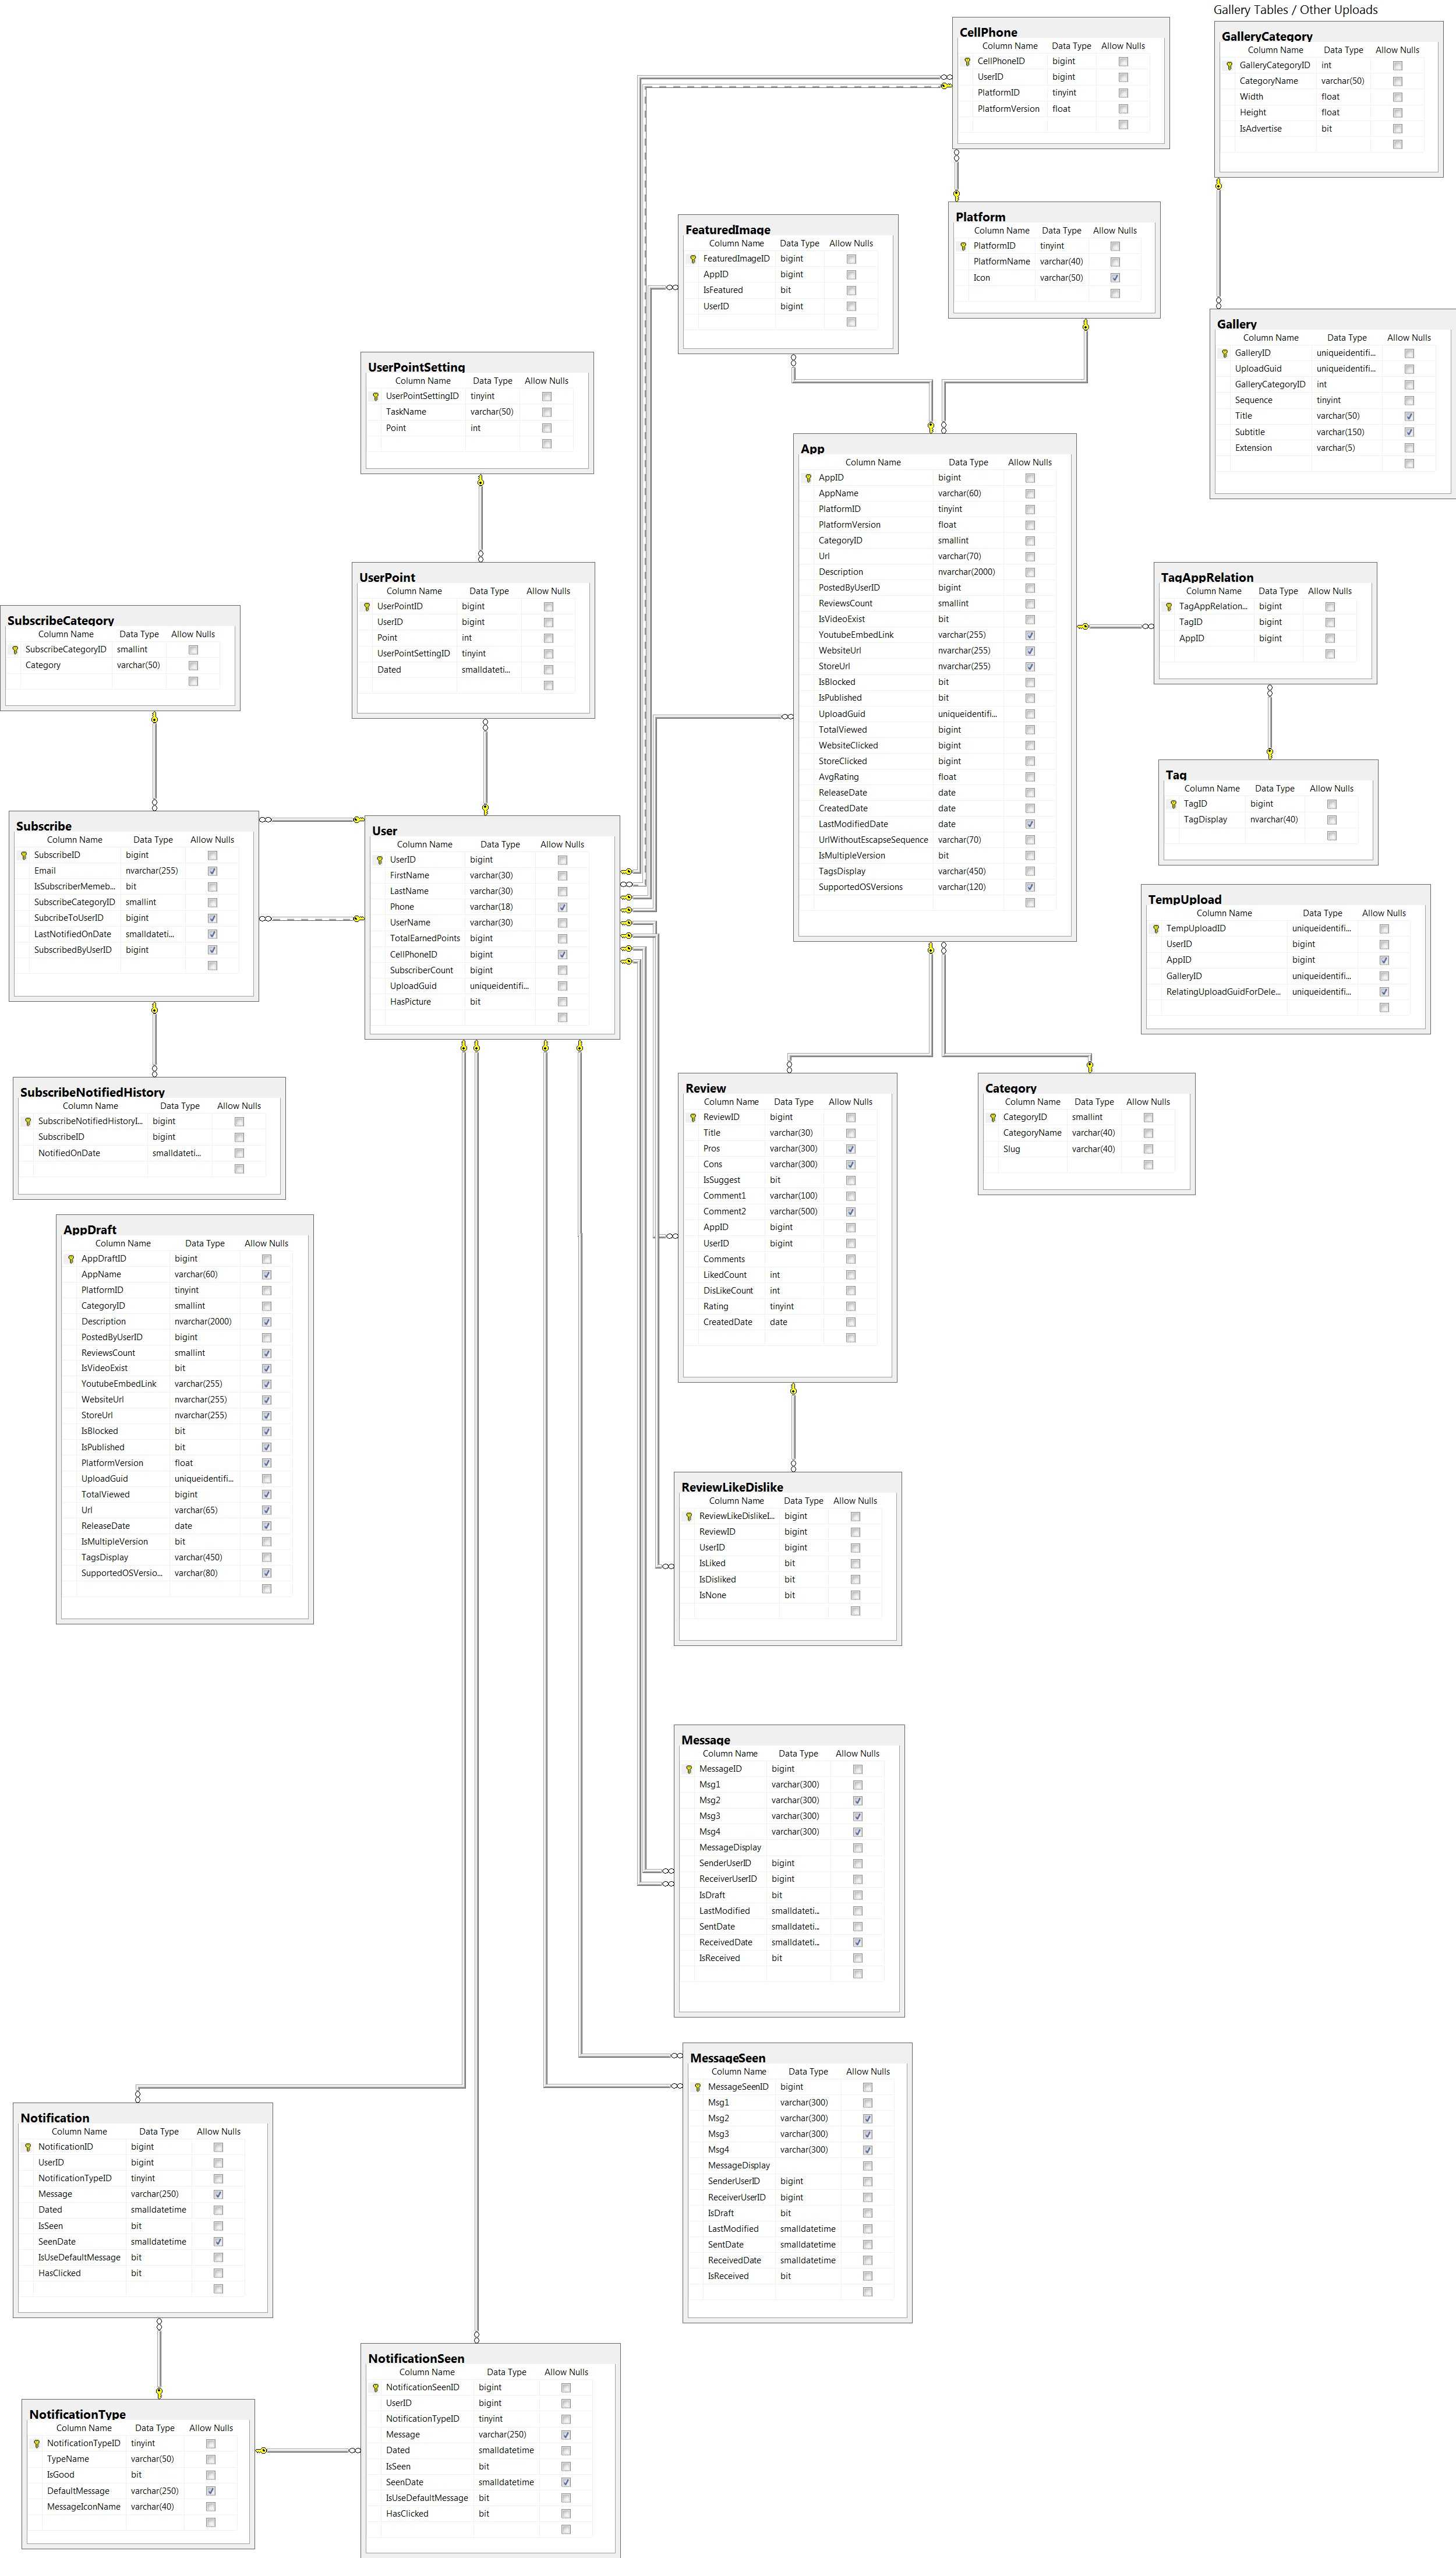 Gallery Tables / Other Uploads
CellPhone
Column Name Data Type Allow Nulls
CellPhoneID bigint
UserID bigint
PlatformID tinyint
PlatformVersion float
GalleryCategory
Column Name Data Type Allow Nulls
GalleryCategoryID int
CategoryName varchar(50)
Width float
Height float
IsAdvertise bit
FeaturedImage
Column Name Data Type Allow Nulls
FeaturedImageID bigint
AppID bigint
IsFeatured bit
UserID bigint
Platform
Column Name Data Type Allow Nulls
PlatformID tinyint
PlatformName varchar(40)
Icon varchar(50)
Gallery
Column Name Data Type Allow Nulls
GalleryID uniqueidentifi...
UploadGuid uniqueidentifi...
GalleryCategoryID int
Sequence tinyint
Title varchar(50)
Subtitle varchar(150)
Extension varchar(5)
UserPointSetting
Column Name Data Type Allow Nulls
UserPointSettingID tinyint
TaskName varchar(50)
Point int
App
Column Name Data Type Allow Nulls
AppID bigint
AppName varchar(60)
PlatformID tinyint
PlatformVersion float
CategoryID smallint
Url varchar(70)
Description nvarchar(2000)
PostedByUserID bigint
ReviewsCount smallint
IsVideoExist bit
YoutubeEmbedLink varchar(255)
WebsiteUrl nvarchar(255)
StoreUrl nvarchar(255)
IsBlocked bit
IsPublished bit
UploadGuid uniqueidentifi...
TotalViewed bigint
WebsiteClicked bigint
StoreClicked bigint
AvgRating float
ReleaseDate date
CreatedDate date
LastModifiedDate date
UrlWithoutEscapseSequence varchar(70)
IsMultipleVersion bit
TagsDisplay varchar(450)
SupportedOSVersions varchar(120)
UserPoint
Column Name Data Type Allow Nulls
UserPointID bigint
UserID bigint
Point int
UserPointSettingID tinyint
Dated smalldateti...
TagAppRelation
Column Name Data Type Allow Nulls
TagAppRelation... bigint
TagID bigint
AppID bigint
SubscribeCategory
Column Name Data Type Allow Nulls
SubscribeCategoryID smallint
Category varchar(50)
Tag
Column Name Data Type Allow Nulls
TagID bigint
TagDisplay nvarchar(40)
Subscribe
Column Name Data Type Allow Nulls
SubscribeID bigint
Email nvarchar(255)
IsSubscriberMemeb... bit
SubscribeCategoryID smallint
SubcribeToUserID bigint
LastNotifiedOnDate smalldateti...
SubscribedByUserID bigint
User
Column Name Data Type Allow Nulls
UserID bigint
FirstName varchar(30)
LastName varchar(30)
Phone varchar(18)
UserName varchar(30)
TotalEarnedPoints bigint
CellPhoneID bigint
SubscriberCount bigint
UploadGuid uniqueidentifi...
HasPicture bit
TempUpload
Column Name Data Type Allow Nulls
TempUploadID uniqueidentifi...
UserID bigint
AppID bigint
GalleryID uniqueidentifi...
RelatingUploadGuidForDele... uniqueidentifi...
SubscribeNotifiedHistory
Column Name Data Type Allow Nulls
SubscribeNotifiedHistoryI... bigint
SubscribeID bigint
NotifiedOnDate smalldateti...
Review
Column Name Data Type Allow Nulls
ReviewID bigint
Title varchar(30)
Pros varchar(300)
Cons varchar(300)
IsSuggest bit
Comment1 varchar(100)
Comment2 varchar(500)
AppID bigint
UserID bigint
Comments
LikedCount int
DisLikeCount int
Rating tinyint
CreatedDate date
Category
Column Name Data Type Allow Nulls
CategoryID smallint
CategoryName varchar(40)
Slug varchar(40)
AppDraft
Column Name Data Type Allow Nulls
AppDraftID bigint
AppName varchar(60)
PlatformID tinyint
CategoryID smallint
Description nvarchar(2000)
PostedByUserID bigint
ReviewsCount smallint
IsVideoExist bit
YoutubeEmbedLink varchar(255)
WebsiteUrl nvarchar(255)
StoreUrl nvarchar(255)
IsBlocked bit
IsPublished bit
PlatformVersion float
UploadGuid uniqueidentifi...
TotalViewed bigint
Url varchar(65)
ReleaseDate date
IsMultipleVersion bit
TagsDisplay varchar(450)
SupportedOSVersio... varchar(80)
ReviewLikeDislike
Column Name Data Type Allow Nulls
ReviewLikeDislikeI... bigint
ReviewID bigint
UserID bigint
IsLiked bit
IsDisliked bit
IsNone bit
Message
Column Name Data Type Allow Nulls
MessageID bigint
Msg1 varchar(300)
Msg2 varchar(300)
Msg3 varchar(300)
Msg4 varchar(300)
MessageDisplay
SenderUserID bigint
ReceiverUserID bigint
IsDraft bit
LastModified smalldateti...
SentDate smalldateti...
ReceivedDate smalldateti...
IsReceived bit
MessageSeen
Column Name Data Type Allow Nulls
MessageSeenID bigint
Msg1 varchar(300)
Msg2 varchar(300)
Msg3 varchar(300)
Msg4 varchar(300)
MessageDisplay
SenderUserID bigint
ReceiverUserID bigint
IsDraft bit
LastModified smalldatetime
SentDate smalldatetime
ReceivedDate smalldatetime
IsReceived bit
Notification
Column Name Data Type Allow Nulls
NotificationID bigint
UserID bigint
NotificationTypeID tinyint
Message varchar(250)
Dated smalldatetime
IsSeen bit
SeenDate smalldatetime
IsUseDefaultMessage bit
HasClicked bit
NotificationSeen
Column Name Data Type Allow Nulls
NotificationSeenID bigint
UserID bigint
NotificationTypeID tinyint
Message varchar(250)
Dated smalldatetime
IsSeen bit
SeenDate smalldatetime
IsUseDefaultMessage bit
HasClicked bit
NotificationType
Column Name Data Type Allow Nulls
NotificationTypeID tinyint
TypeName varchar(50)
IsGood bit
DefaultMessage varchar(250)
MessageIconName varchar(40)